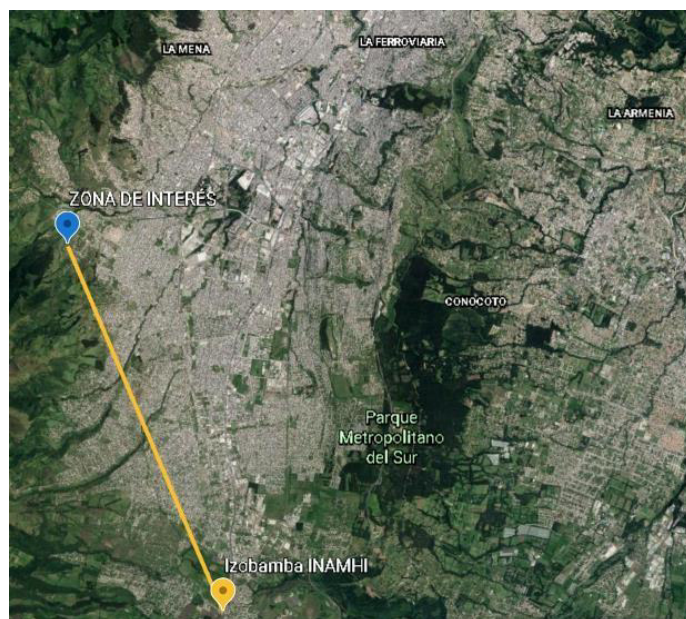 LA MENA
LA FERROVIARIA
LA ARMENIA
ZONA DE INTERÉS
CONOCOTO
Parque
Metropolitano
del Sur
Izobamba INAMHI